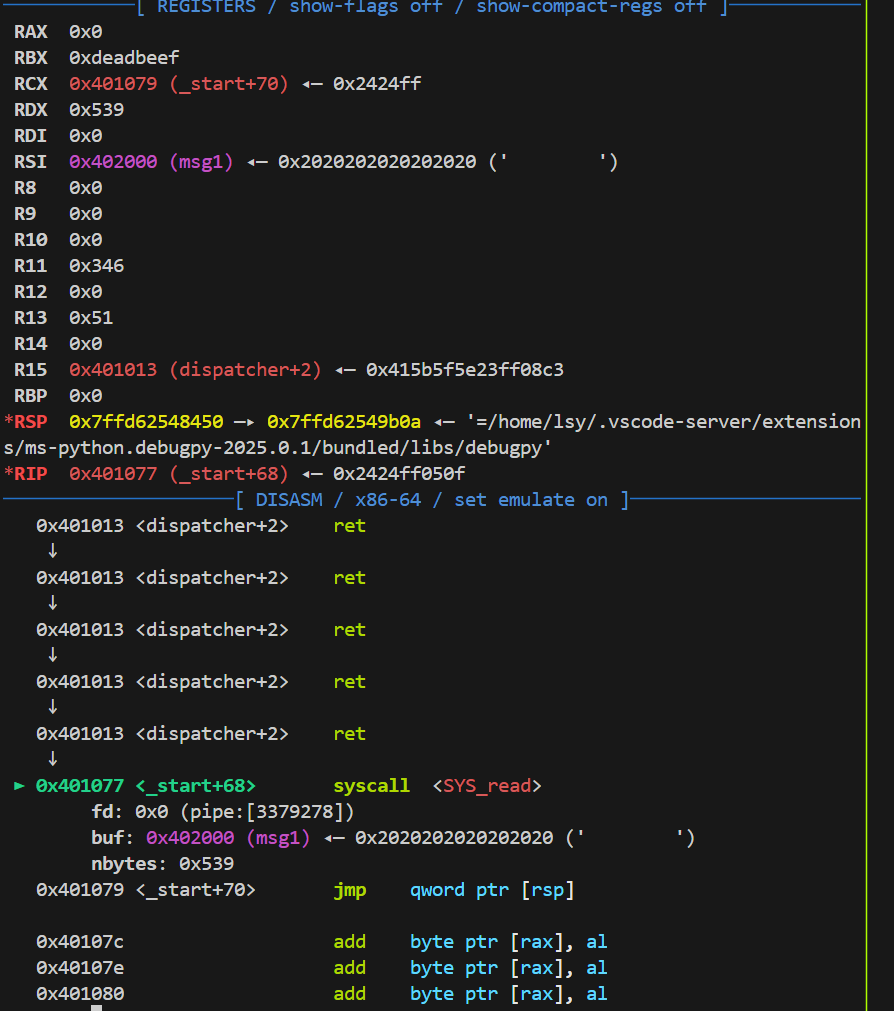 [ REGISTERS / show-flags off / show-compact-regs off ]
RAX  0x0
RBX  0xdeadbeef
RCX  0x401079 (_start+70) ◂— 0x2424ff
RDX  0x539
RDI  0x0
RSI  0x402000 (msg1) ◂— 0x2020202020202020 ('        ')
R8   0x0
R9   0x0
R10  0x0
R11  0x346
R12  0x0
R13  0x51
R14  0x0
R15  0x401013 (dispatcher+2) ◂— 0x415b5f5e23ff08c3
RBP  0x0
*RSP  0x7ffd62548450 —▸ 0x7ffd62549b0a ◂— '=/home/lsy/.vscode-server/extension
s/ms-python.debugpy-2025.0.1/bundled/libs/debugpy'
*RIP  0x401077 (_start+68) ◂— 0x2424ff050f
[ DISASM / x86-64 / set emulate on ]
0x401013 <dispatcher+2>    ret
↓
0x401013 <dispatcher+2>    ret
↓
0x401013 <dispatcher+2>    ret
↓
0x401013 <dispatcher+2>    ret
↓
0x401013 <dispatcher+2>    ret
↓
► 0x401077 <_start+68>       syscall  <SYS_read>
fd: 0x0 (pipe:[3379278])
buf: 0x402000 (msg1) ◂— 0x2020202020202020 ('        ')
nbytes: 0x539
0x401079 <_start+70>       jmp    qword ptr [rsp]
0x40107c                   add    byte ptr [rax], al
0x40107e                   add    byte ptr [rax], al
0x401080                   add    byte ptr [rax], al